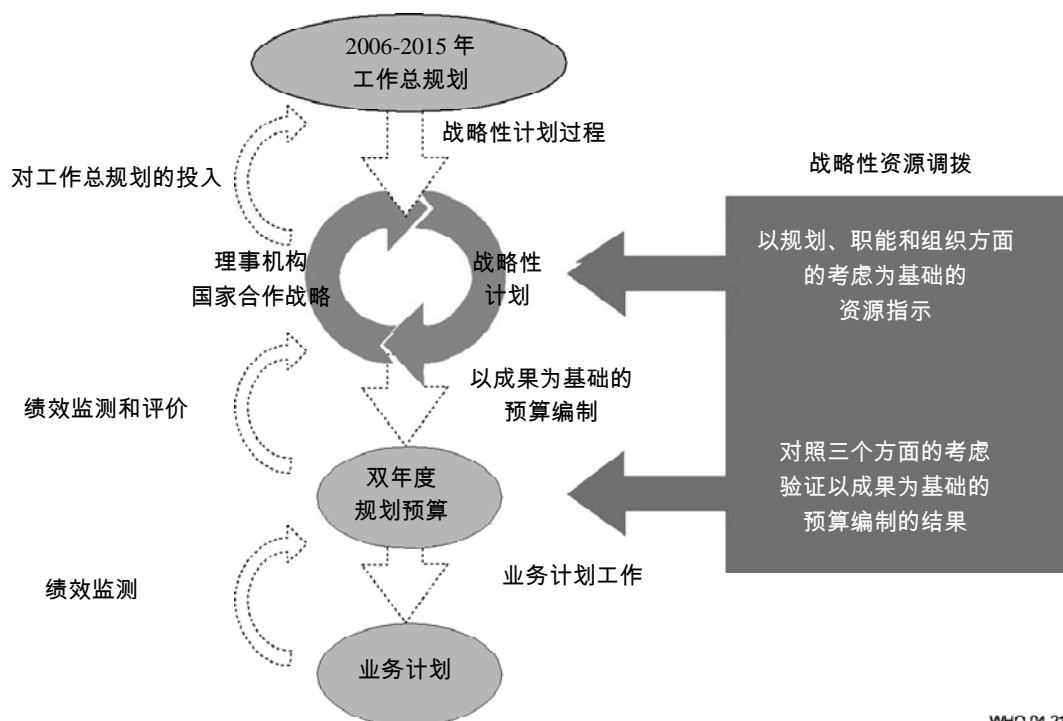 2006-2015 年
工作总规划
战略性计划过程
对工作总规划的投入
战略性资源调拨
以规划、职能和组织方面
的考虑为基础的
资源指示
理事机构
国家合作战略
战略性
计划
以成果为基础的
预算编制
绩效监测和评价
双年度
规划预算
对照三个方面的考虑
验证以成果为基础的
预算编制的结果
业务计划工作
绩效监测
业务计划
WHO